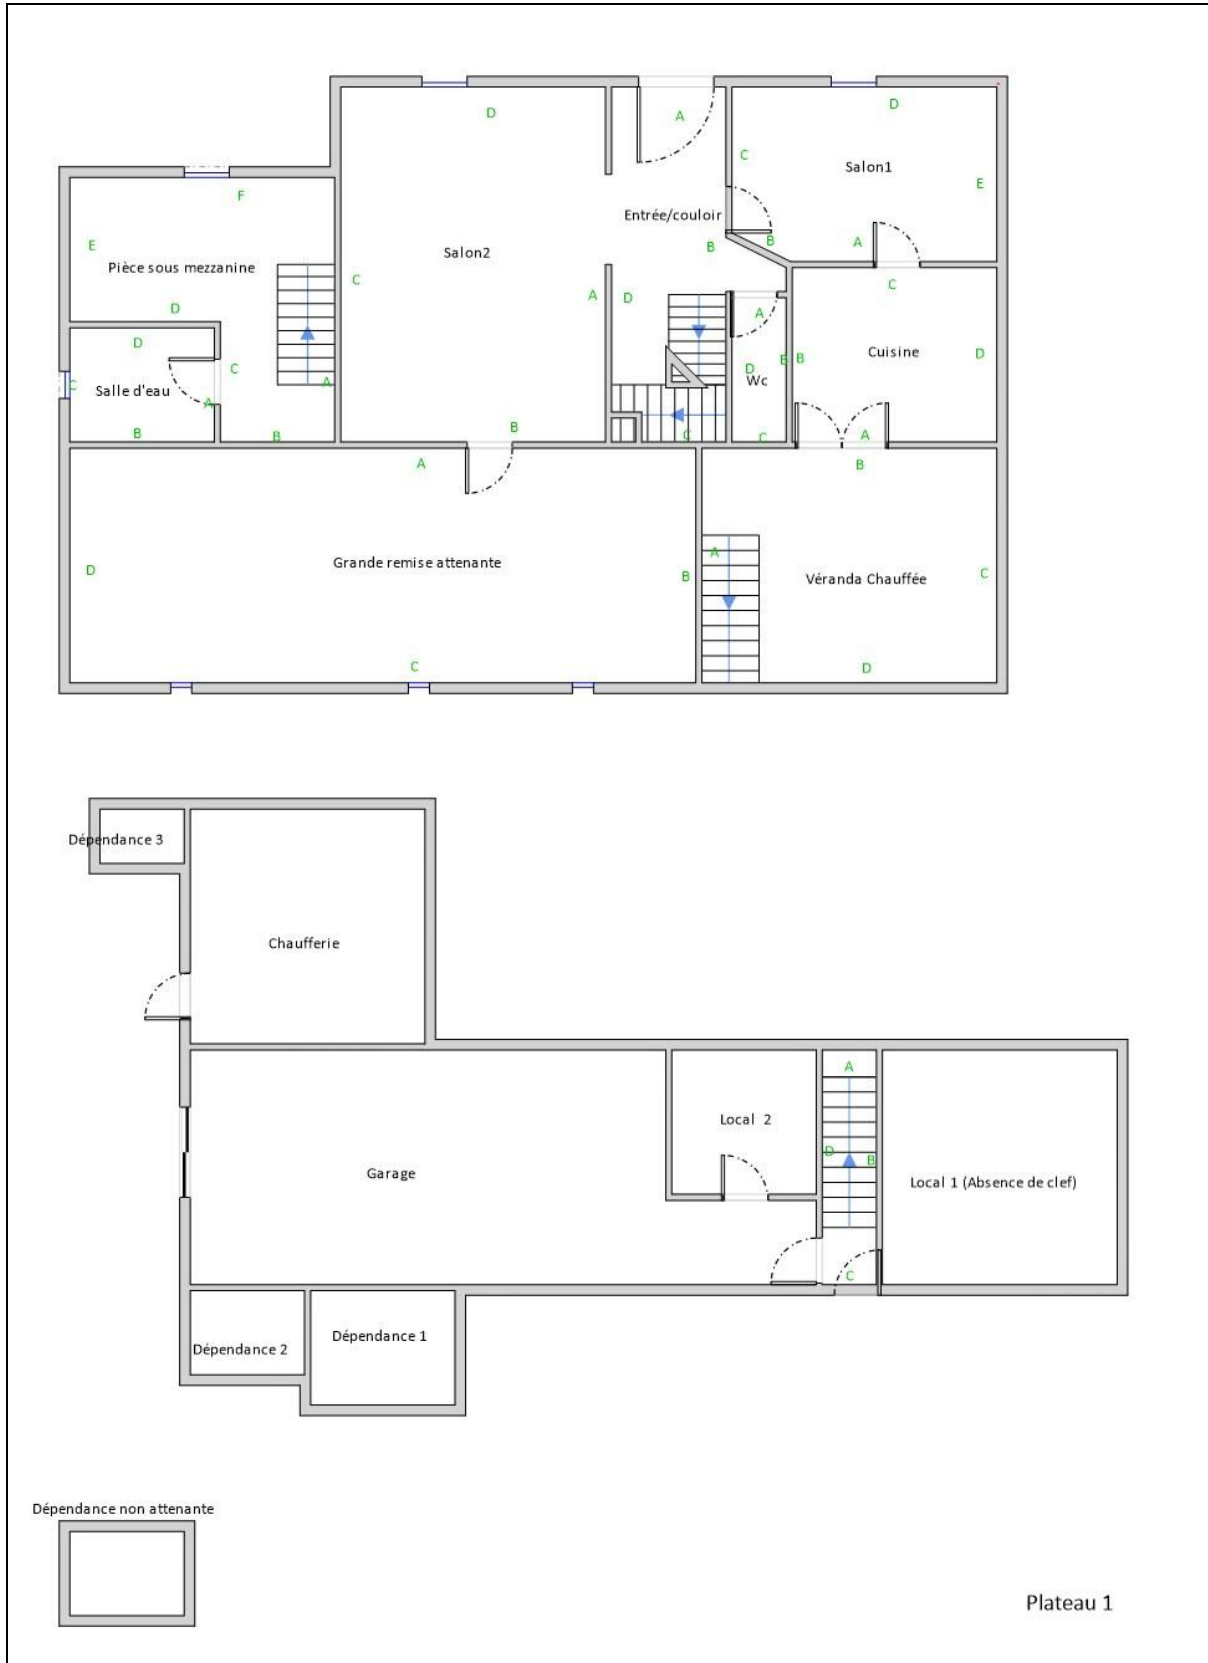 D
A
D
C
Salon1
E
F
Entrée/couloir
E
B
B
A
Salon2
Pièce sous mezzanine
C
C
A
D
D
A
D
Cuisine
D
B
B
C
D
A
Wc
C
Salle d'eau
A
B
B
B
C
C
A
A
B
Grande remise attenante
A
D
B
Véranda Chauffée
C
C
D
Dépendance 3
Chaufferie
A
Local 2
D
B
Garage
Local 1 (Absence de clef)
C
Dépendance 1
Dépendance 2
Dépendance non attenante
Plateau 1